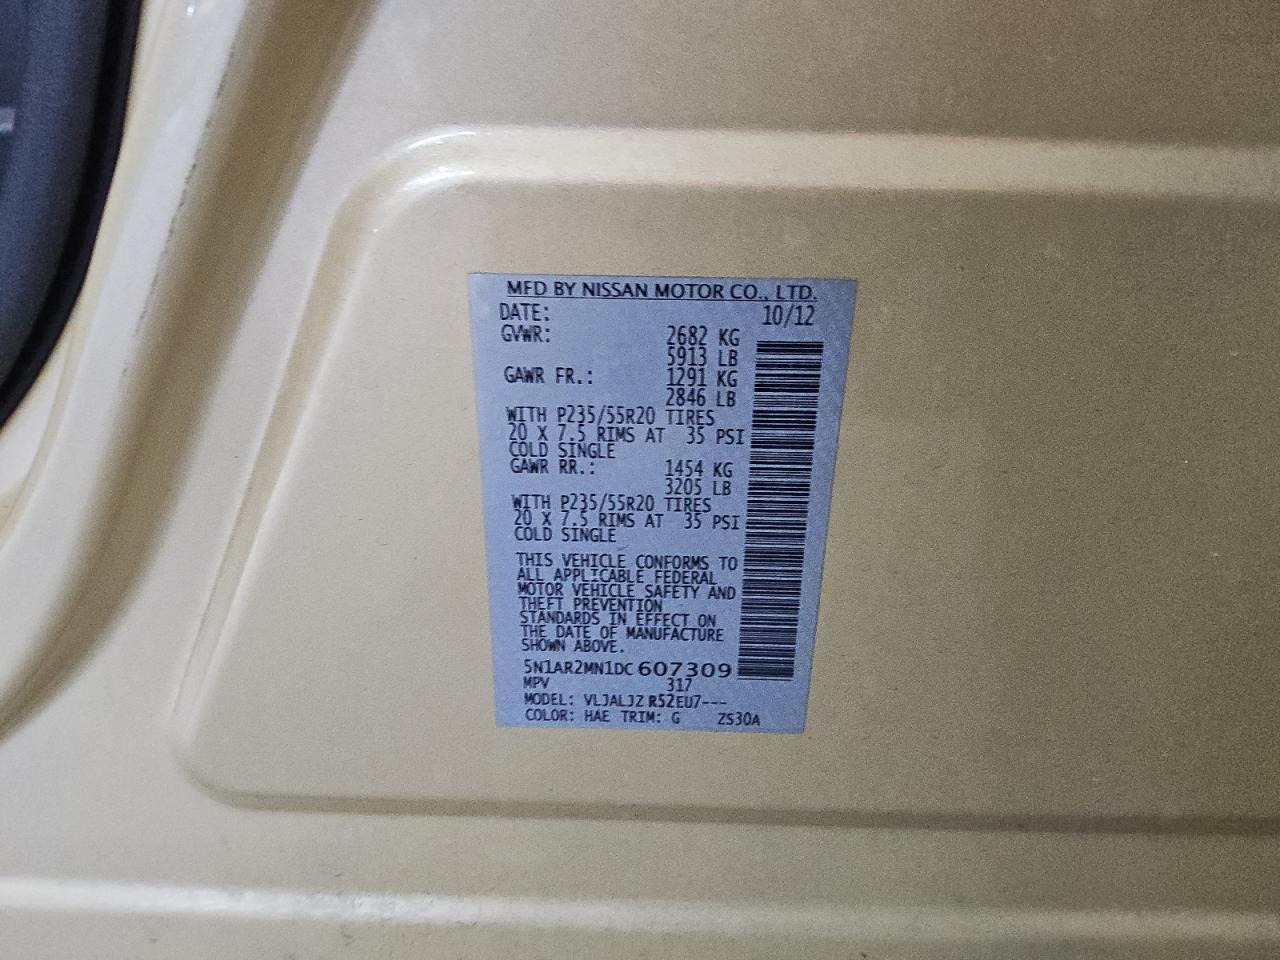 MFD BY NISSAN MOTOR CO., LTD.
DATE: 10/12
GVWR: 2682 KG
5913 LB
GAWR FR.: 1291 KG
2846 LB
WITH P235/55R20 TIRES
20 X 7.5 RIMS AT 35 PSI
COLD SINGLE
GAWR RR.: 1454 KG
3205 LB
WITH P235/55R20 TIRES
20 X 7.5 RIMS AT 35 PSI
COLD SINGLE
THIS VEHICLE CONFORMS TO
ALL APPLICABLE FEDERAL
MOTOR VEHICLE SAFETY AND
THEFT PREVENTION
STANDARDS IN EFFECT ON
THE DATE OF MANUFACTURE
SHOWN ABOVE.
5N1AR2MN1DC607309
MPV 317
MODEL: VLJALJZ R52EU7---
COLOR: HAE TRIM: G ZS30A